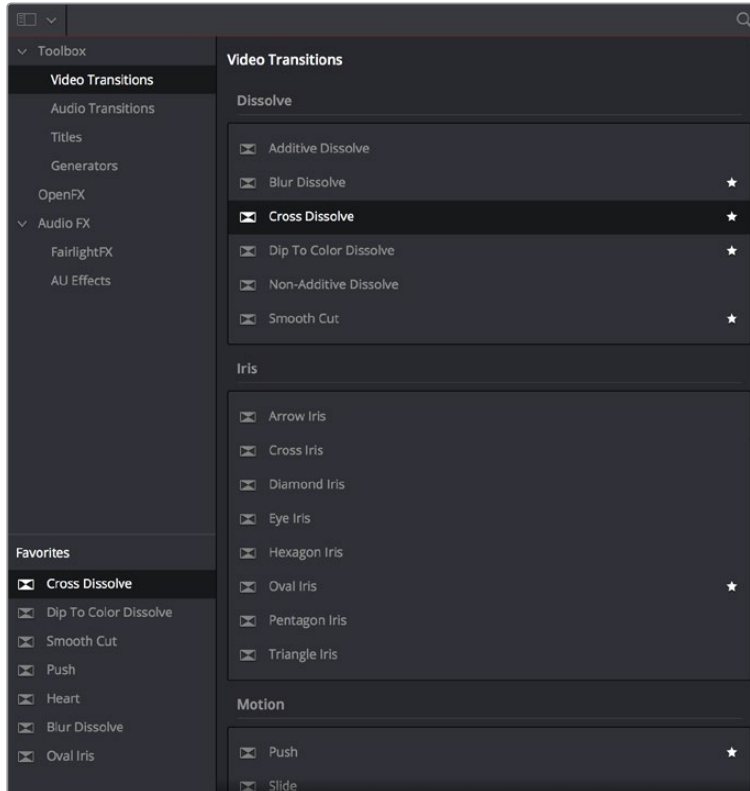 Toolbox
Video Transitions
Audio Transitions
Titles
Generators
OpenFX
Audio FX
FairlightFX
AU Effects
Favorites
Cross Dissolve
Dip To Color Dissolve
Smooth Cut
Push
Heart
Blur Dissolve
Oval Iris
Video Transitions
Dissolve
Additive Dissolve
Blur Dissolve
Cross Dissolve
Dip To Color Dissolve
Non-Additive Dissolve
Smooth Cut
Iris
Arrow Iris
Cross Iris
Diamond Iris
Eye Iris
Hexagon Iris
Oval Iris
Pentagon Iris
Triangle Iris
Motion
Push
Slide